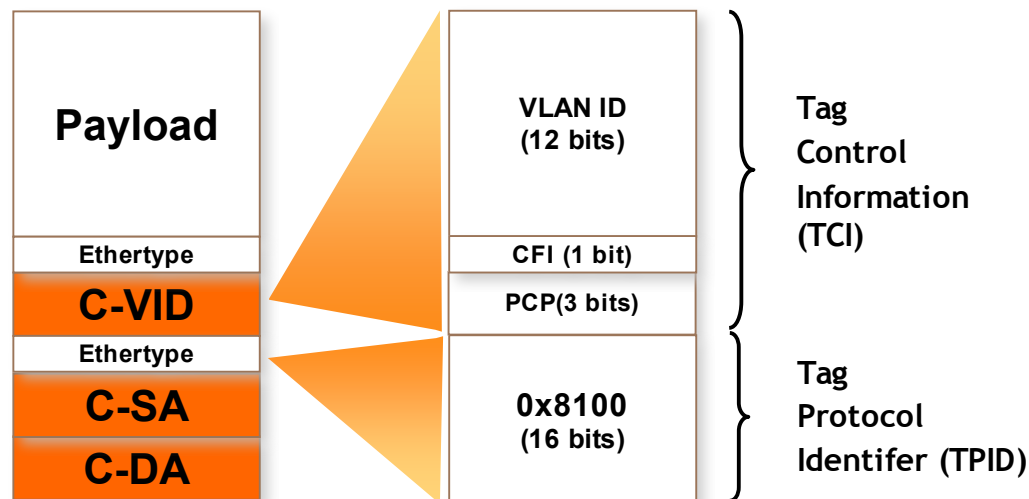 Payload
Ethertype
C-VID
Ethertype
C-SA
C-DA
VLAN ID
(12 bits)
CFI (1 bit)
PCP(3 bits)
0x8100
(16 bits)
Tag
Control
Information
(TCI)
Tag
Protocol
Identifer (TPID)